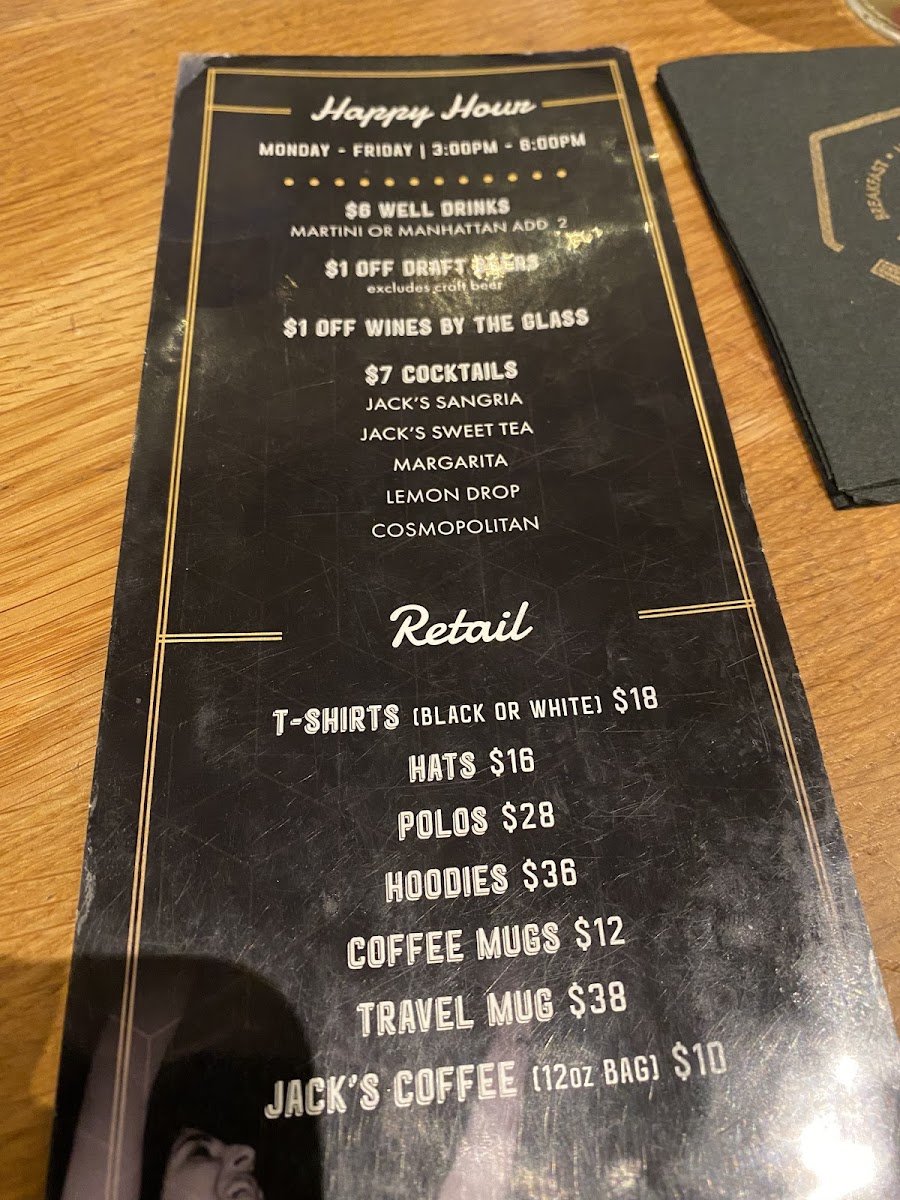 Happy Hour
MONDAY - FRIDAY | 3:00PM - 6:00PM
$6 WELL DRINKS
MARTINI OR MANHATTAN ADD 2
$1 OFF DRAFT BEERS
excludes craft beer
$1 OFF WINES BY THE GLASS
$7 COCKTAILS
JACK'S SANGRIA
JACK'S SWEET TEA
MARGARITA
LEMON DROP
COSMOPOLITAN
Retail
T-SHIRTS (BLACK OR WHITE) $18
HATS $16
POLOS $28
HOODIES $36
COFFEE MUGS $12
TRAVEL MUG $38
JACK'S COFFEE (12oz BAG) $10
BREAKFAST •